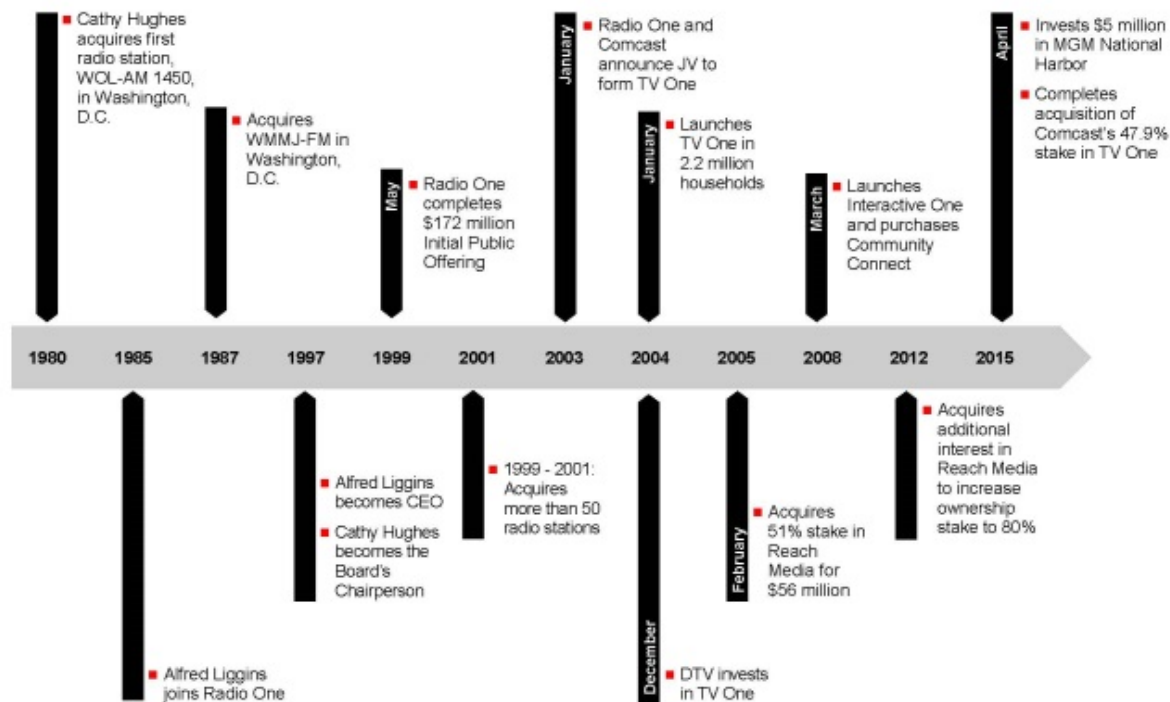 Cathy Hughes
acquires first
radio station,
WOL-AM 1450,
in Washington,
D.C.
Acquires
WMMJ-FM in
Washington,
D.C.
May
Radio One
completes
$172 million
Initial Public
Offering
January
Radio One and
Comcast
announce JV to
form TV One
January
Launches
TV One in
2.2 million
households
March
Launches
Interactive One
and purchases
Community
Connect
April
Invests $5 million
in MGM National
Harbor
Completes
acquisition of
Comcast's 47.9%
stake in TV One
1980 1985 1987 1997 1999 2001 2003 2004 2005 2008 2012 2015
Alfred Liggins
joins Radio One
Alfred Liggins
becomes CEO
Cathy Hughes
becomes the
Board's
Chairperson
1999 - 2001:
Acquires
more than 50
radio stations
December
DTV invests
in TV One
February
Acquires
51% stake in
Reach
Media for
$56 million
Acquires
additional
interest in
Reach Media
to increase
ownership
stake to 80%